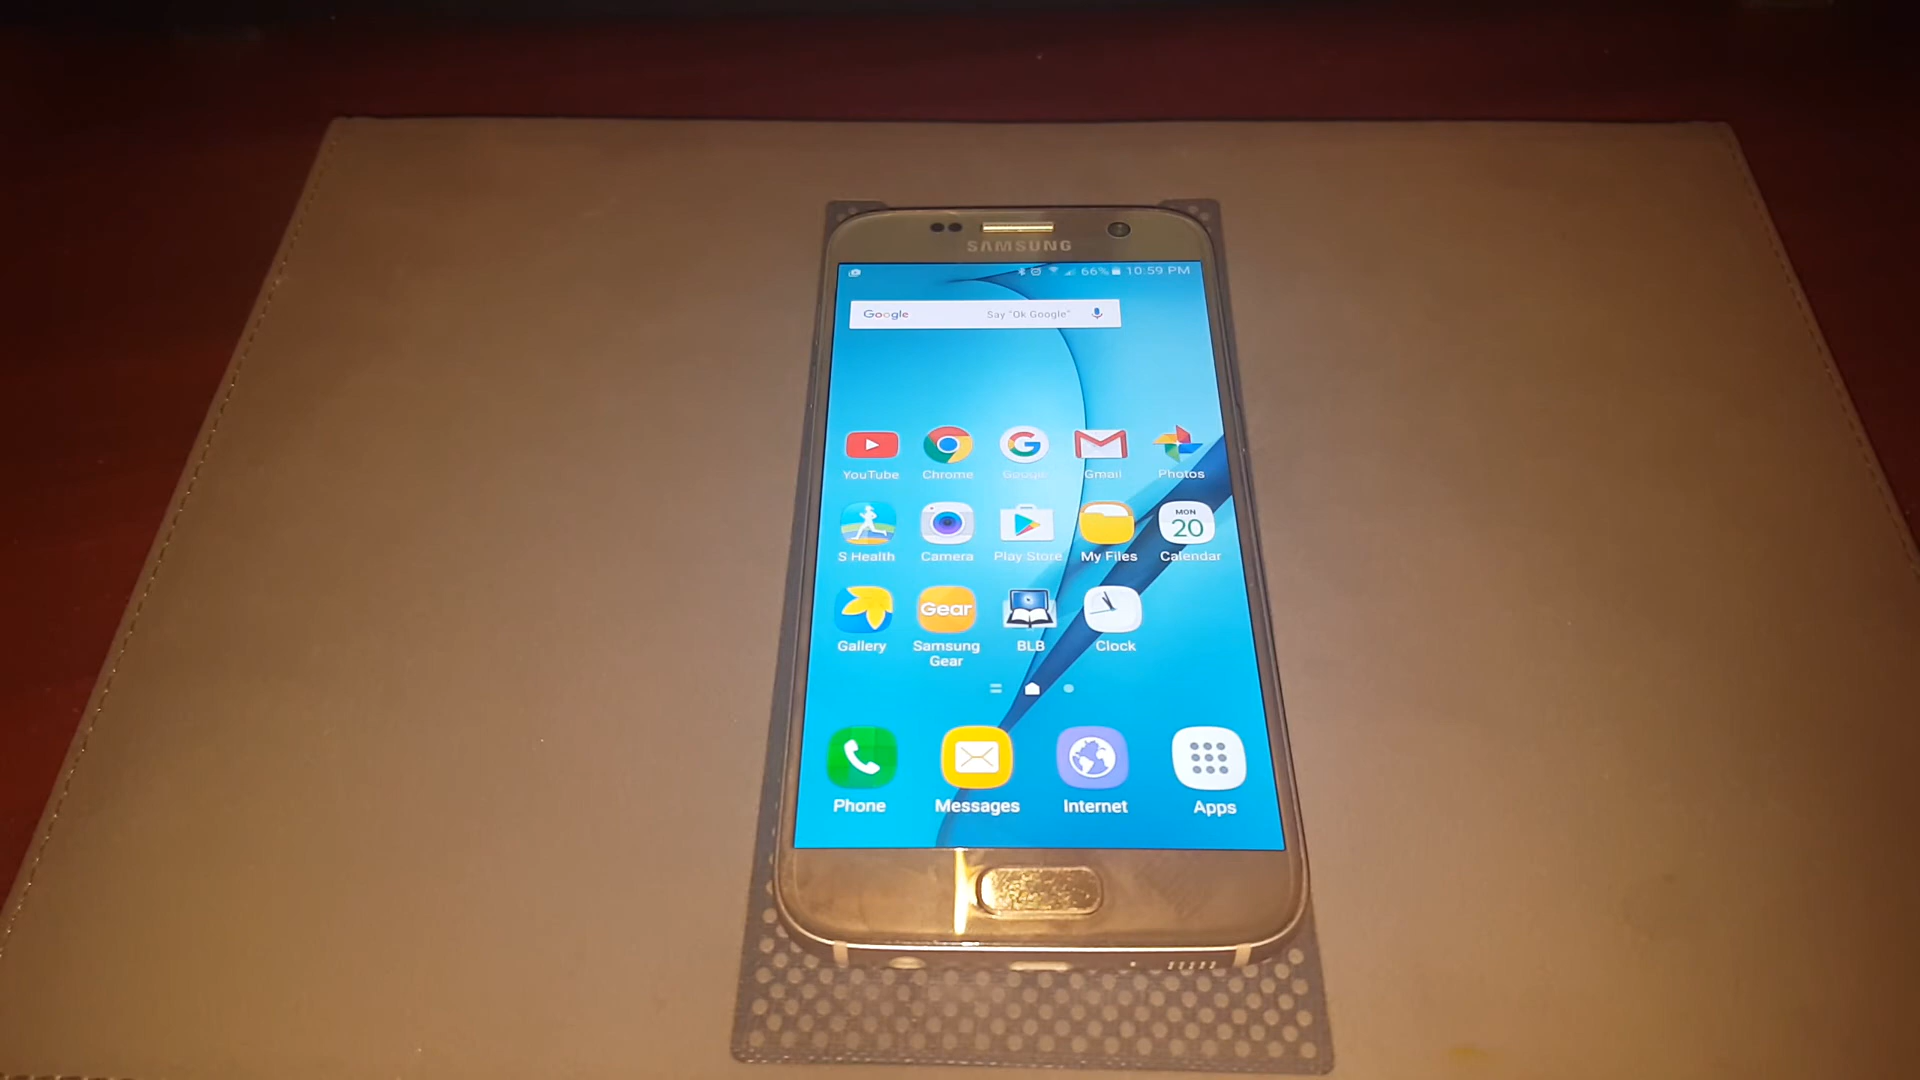 SAMSUNG
66% 10:59 PM
Google Say "Ok Google"
YouTube Chrome Google Gmail Photos
MON
20
S Health Camera Play Store My Files Calendar
Gear
Gallery Samsung Gear BLB Clock
Phone Messages Internet Apps